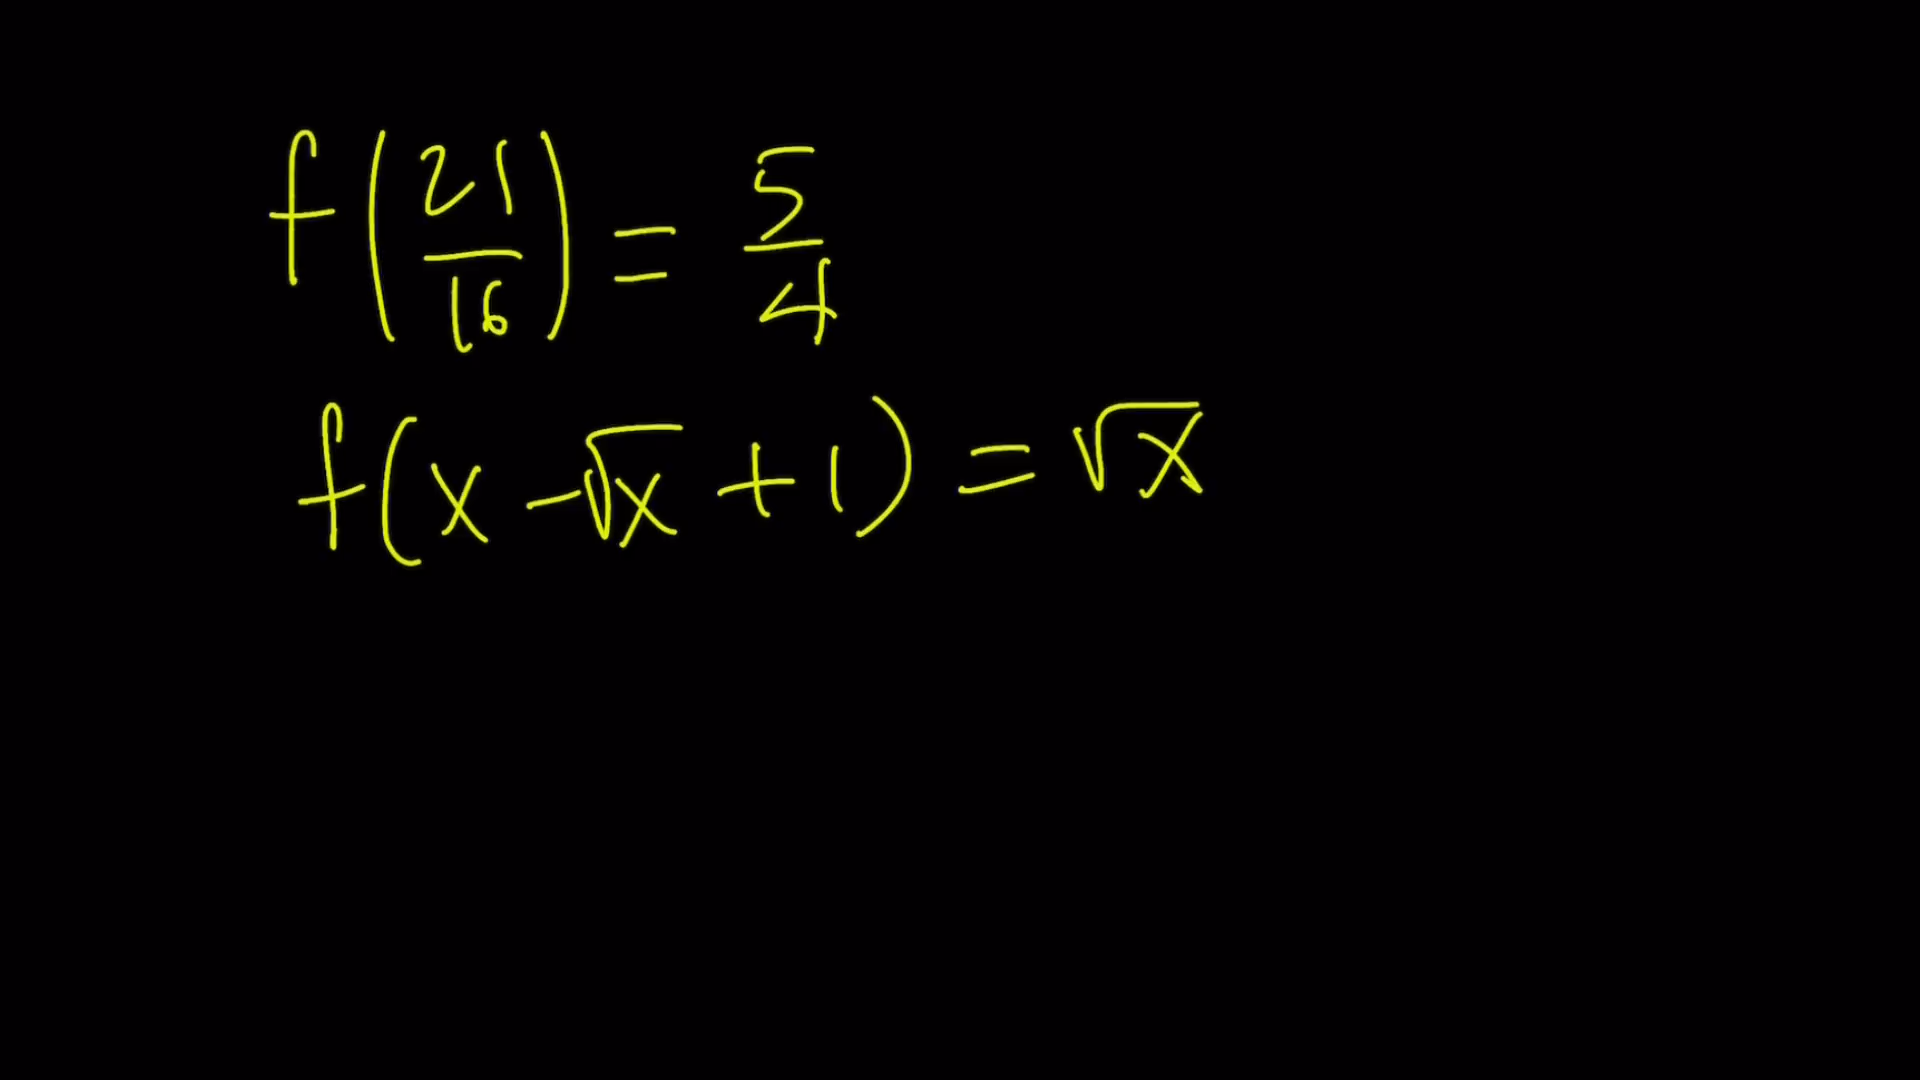 f(21/16) = 5/4
f(x - √x + 1) = √x